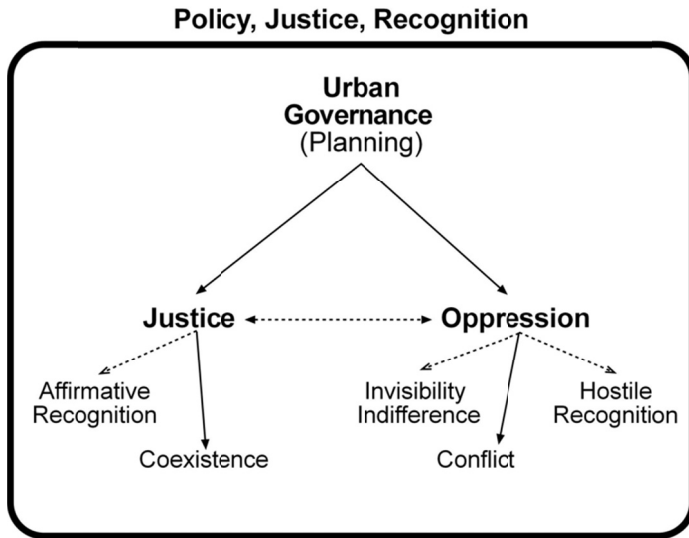 Policy, Justice, Recognition
Urban
Governance
(Planning)
Justice
Oppression
Affirmative
Recognition
Invisibility
Indifference
Hostile
Recognition
Coexistence
Conflict